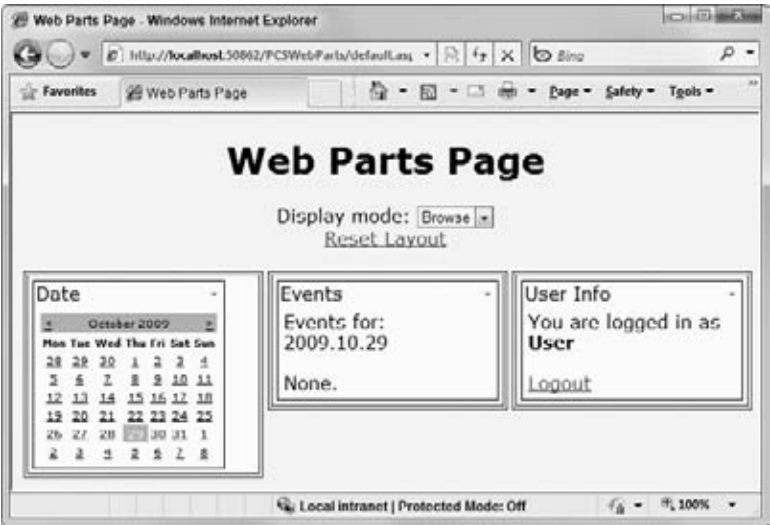 Web Parts Page - Windows Internet Explorer
http://localhost:50862/PCSWebParts/default.asp
Bing
Favorites
Web Parts Page
Page
Safety
Tools
Web Parts Page
Display mode: Browse
Reset Layout
Date
October 2009
Mon Tue Wed Thu Fri Sat Sun
28 29 30 1 2 3 4
5 6 7 8 9 10 11
12 13 14 15 16 17 18
19 20 21 22 23 24 25
26 27 28 29 30 31 1
2 3 4 5 6 7 8
Events
Events for:
2009.10.29
None.
User Info
You are logged in as
User
Logout
Local intranet | Protected Mode: Off
100%